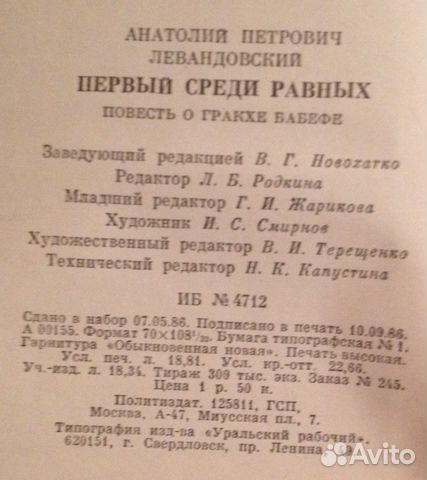 АНАТОЛИЙ ПЕТРОВИЧ
ЛЕВАНДОВСКИЙ
ПЕРВЫЙ СРЕДИ РАВНЫХ
ПОВЕСТЬ О ГРАКХЕ БАБЕФЕ
Заведующий редакцией В. Г. Новохатко
Редактор Л. Б. Родкина
Младший редактор Г. И. Жарикова
Художник И. С. Смирнов
Художественный редактор В. И. Терещенко
Технический редактор Н. К. Капустина
ИБ № 4712
Сдано в набор 07.05.86. Подписано в печать 10.09.86.
А 00155. Формат 70×108¹/₃₂. Бумага типографская № 1.
Гарнитура «Обыкновенная новая». Печать высокая.
Усл. печ. л. 18,81. Усл. кр.-отт. 22,66.
Уч.-изд. л. 18,34. Тираж 300 тыс. экз. Заказ № 245.
Цена 1 р. 50 к.
Политиздат. 125811, ГСП,
Москва, А-47, Миусская пл., 7.
Типография изд-ва «Уральский рабочий».
620151, г. Свердловск, пр. Ленина,
Avito